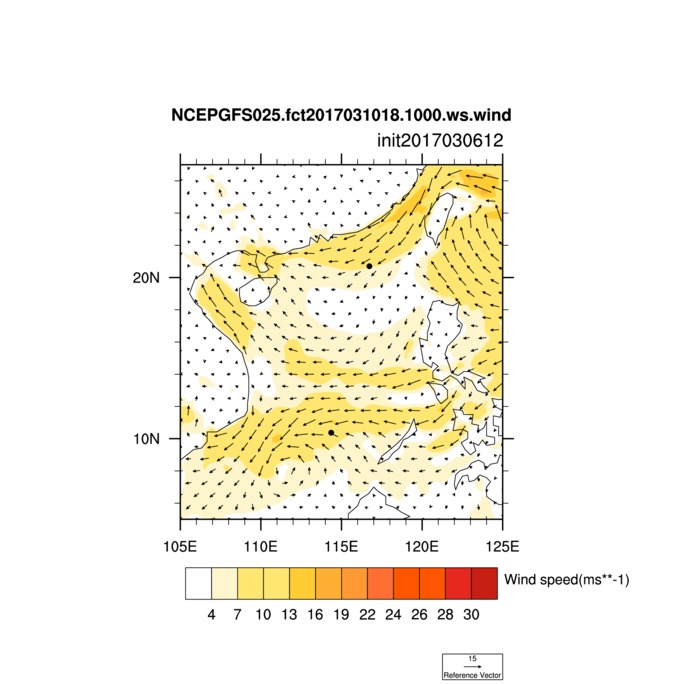 NCEPGFS025.fct2017031018.1000.ws.wind
init2017030612
20N
10N
105E 110E 115E 120E 125E
Wind speed(ms**-1)
4 7 10 13 16 19 22 24 26 28 30
15
Reference Vector